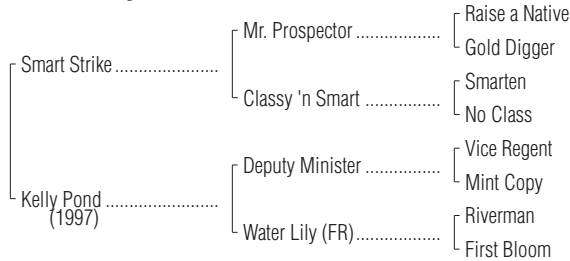 Raise a Native
Mr. Prospector ..................
Gold Digger
Smart Strike ......................
Smarten
Classy 'n Smart ................
No Class
Vice Regent
Deputy Minister ................
Mint Copy
Kelly Pond ........................
(1997)
Riverman
Water Lily (FR)..................
First Bloom